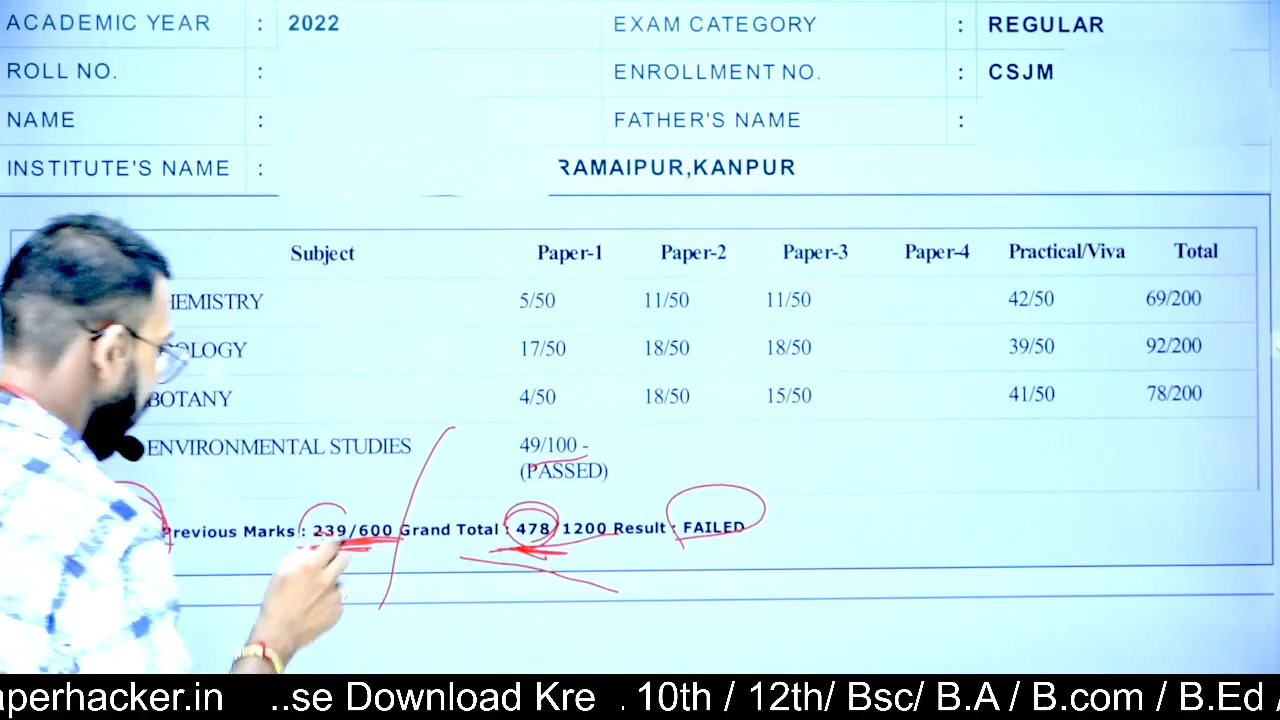 ACADEMIC YEAR : 2022 EXAM CATEGORY : REGULAR
ROLL NO. : ENROLLMENT NO. : CSJM
NAME : FATHER'S NAME :
INSTITUTE'S NAME : RAMAIPUR,KANPUR
Subject Paper-1 Paper-2 Paper-3 Paper-4 Practical/Viva Total
HEMISTRY 5/50 11/50 11/50 42/50 69/200
OLOGY 17/50 18/50 18/50 39/50 92/200
BOTANY 4/50 18/50 15/50 41/50 78/200
ENVIRONMENTAL STUDIES 49/100 -
(PASSED)
Previous Marks : 239/600 Grand Total : 478/1200 Result : FAILED
aperhacker.in ..se Download Kre . 10th / 12th/ Bsc/ B.A / B.com / B.Ed /